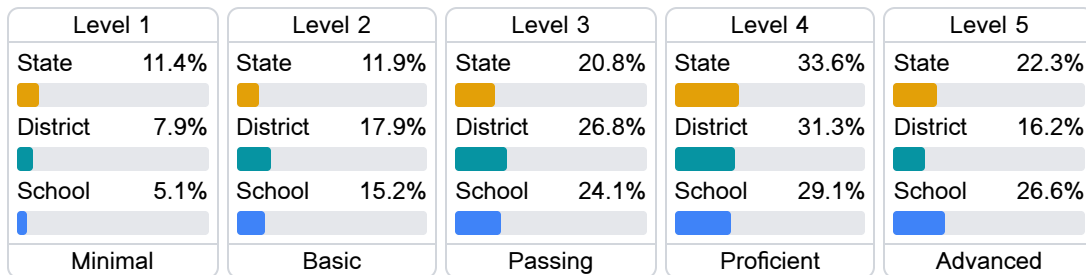 Level 1
State 11.4%
District 7.9%
School 5.1%
Minimal
Level 2
State 11.9%
District 17.9%
School 15.2%
Basic
Level 3
State 20.8%
District 26.8%
School 24.1%
Passing
Level 4
State 33.6%
District 31.3%
School 29.1%
Proficient
Level 5
State 22.3%
District 16.2%
School 26.6%
Advanced